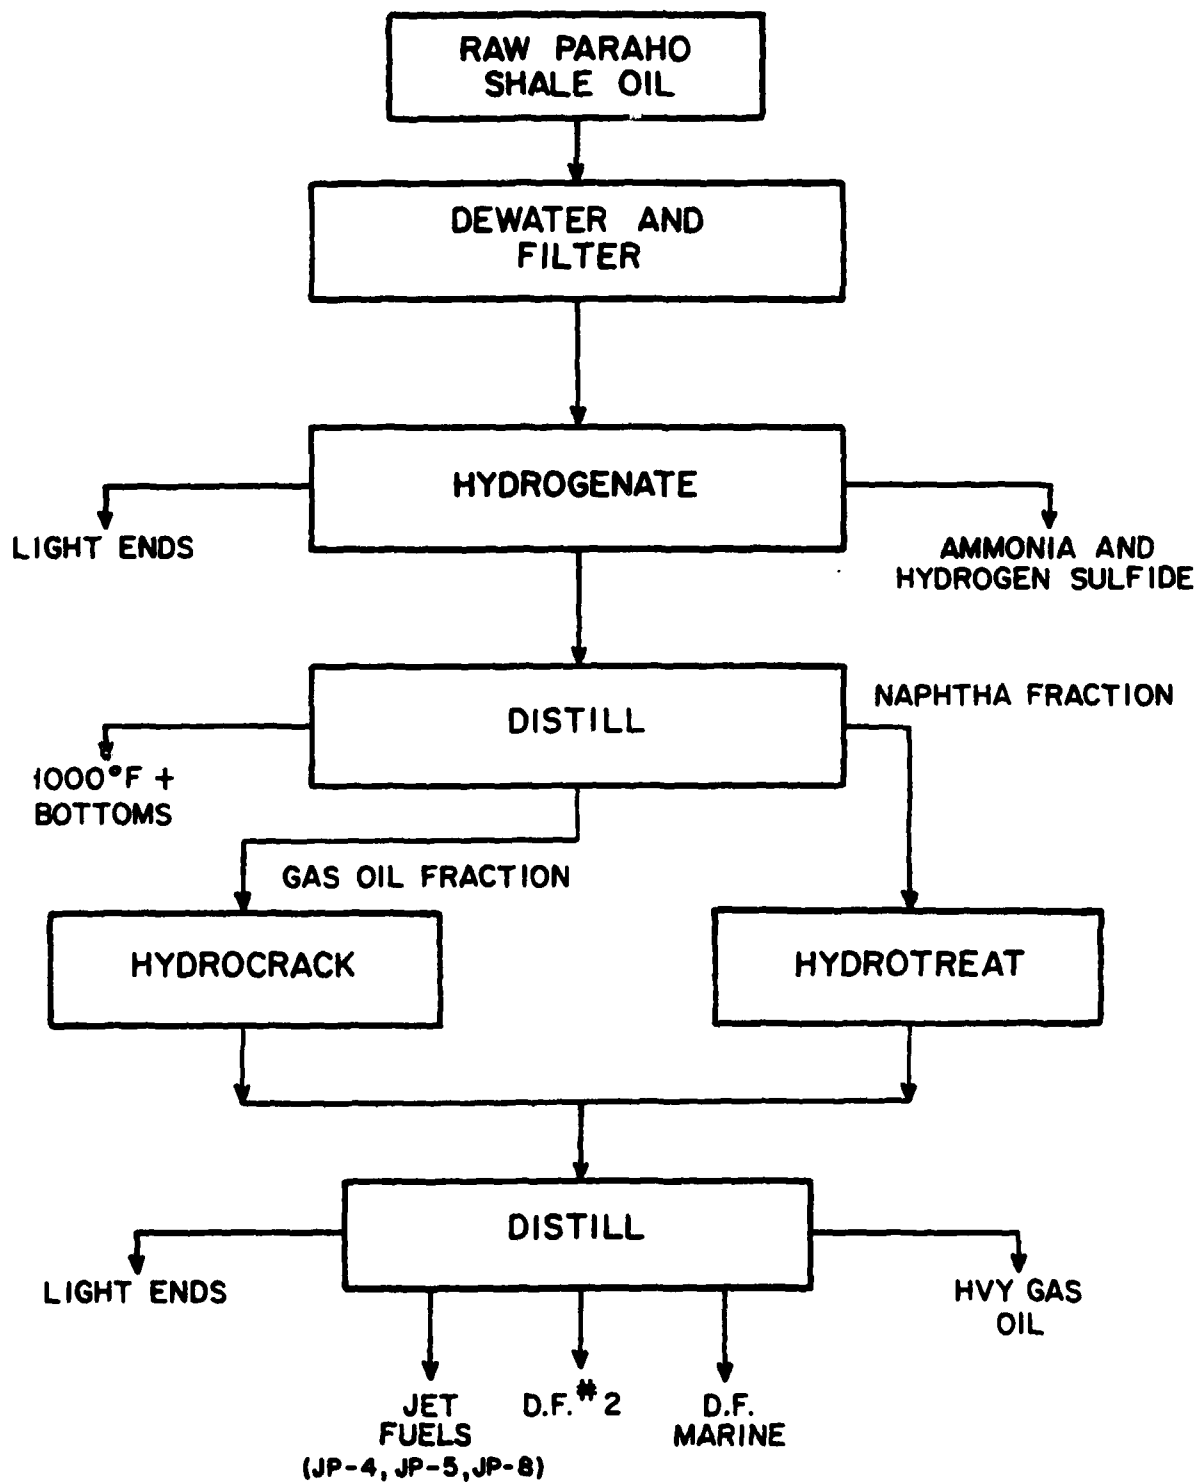 RAW PARAHO
SHALE OIL
DEWATER AND
FILTER
HYDROGENATE
LIGHT ENDS
AMMONIA AND
HYDROGEN SULFIDE
DISTILL
NAPHTHA FRACTION
1000°F +
BOTTOMS
GAS OIL FRACTION
HYDROCRACK
HYDROTREAT
DISTILL
LIGHT ENDS
HVY GAS
OIL
JET
FUELS
(JP-4, JP-5, JP-8)
D.F. #2
D.F.
MARINE